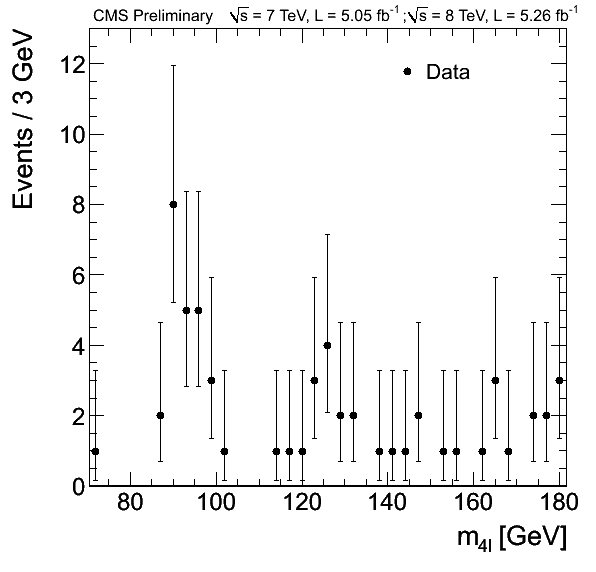 CMS Preliminary √s = 7 TeV, L = 5.05 fb⁻¹ ; √s = 8 TeV, L = 5.26 fb⁻¹
Events / 3 GeV
12
10
8
6
4
2
0
Data
80 100 120 140 160 180
m₄ₗ [GeV]